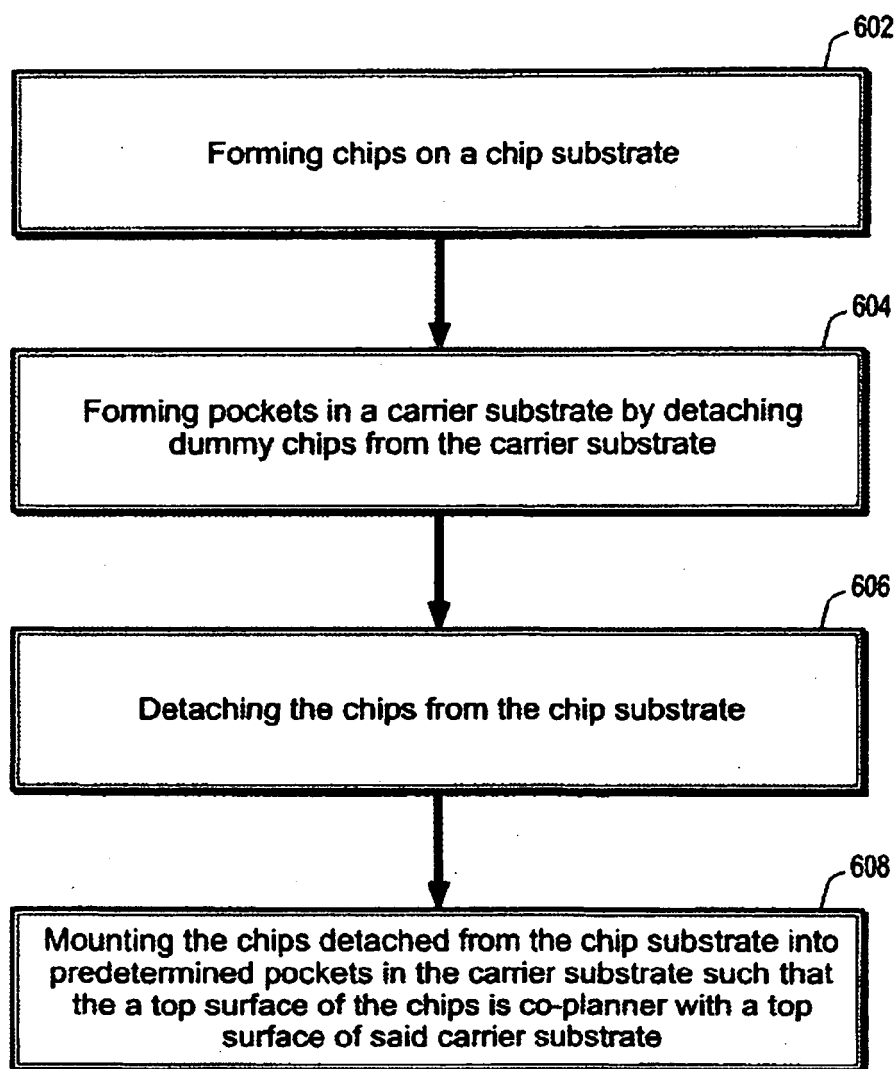 602
Forming chips on a chip substrate
604
Forming pockets in a carrier substrate by detaching
dummy chips from the carrier substrate
606
Detaching the chips from the chip substrate
608
Mounting the chips detached from the chip substrate into
predetermined pockets in the carrier substrate such that
the a top surface of the chips is co-planner with a top
surface of said carrier substrate